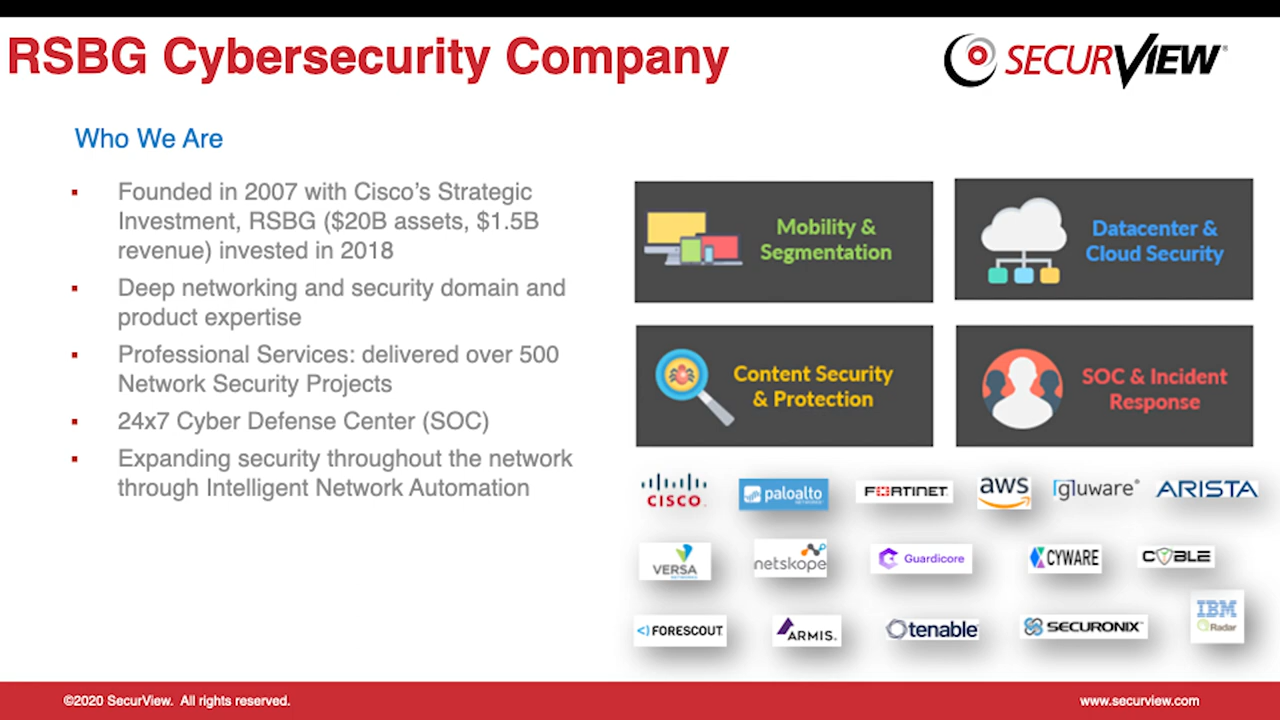 RSBG Cybersecurity Company
SECURVIEW®
Who We Are
▪ Founded in 2007 with Cisco's Strategic
Investment, RSBG ($20B assets, $1.5B
revenue) invested in 2018
▪ Deep networking and security domain and
product expertise
▪ Professional Services: delivered over 500
Network Security Projects
▪ 24x7 Cyber Defense Center (SOC)
▪ Expanding security throughout the network
through Intelligent Network Automation
Mobility &
Segmentation
Datacenter &
Cloud Security
Content Security
& Protection
SOC & Incident
Response
CISCO
paloalto
NETWORKS
FORTINET
aws
gluware®
ARISTA
VERSA
NETWORKS
netskope
Guardicore
CYWARE
CYBLE
FORESCOUT
ARMIS
tenable
SECURONIX
IBM
QRadar
©2020 SecurView. All rights reserved.
www.securview.com